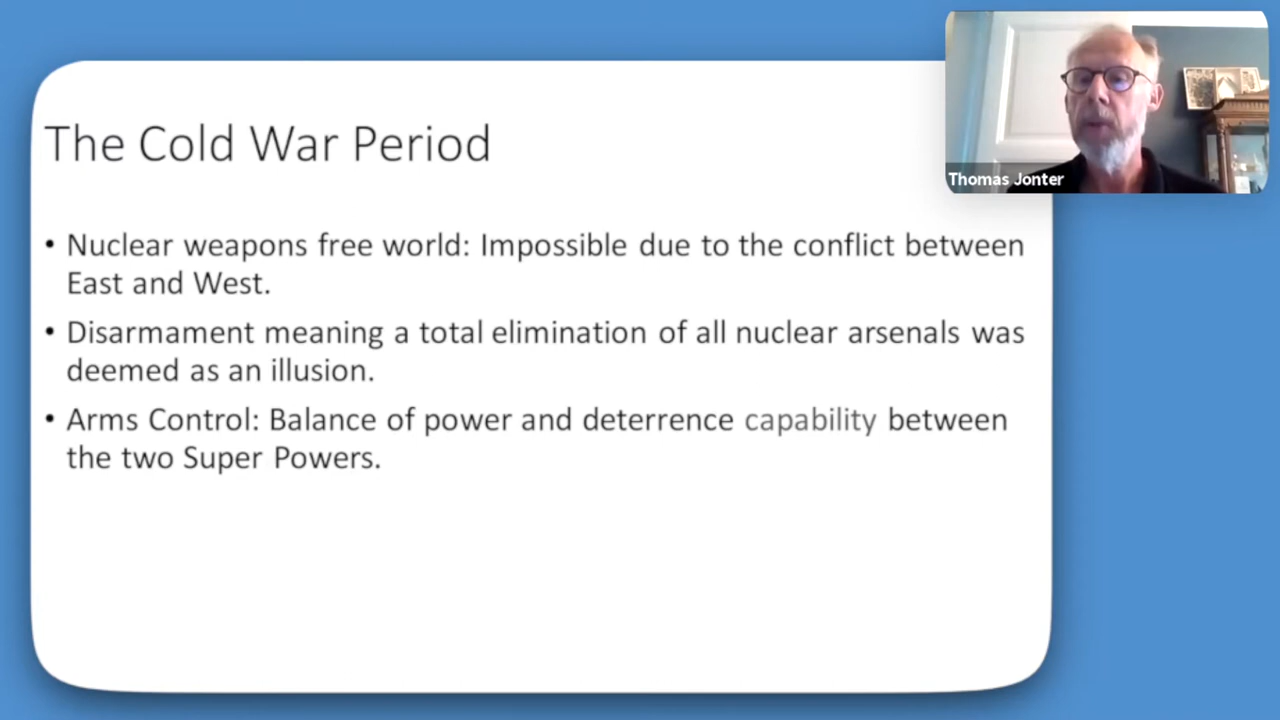 The Cold War Period
• Nuclear weapons free world: Impossible due to the conflict between
East and West.
• Disarmament meaning a total elimination of all nuclear arsenals was
deemed as an illusion.
• Arms Control: Balance of power and deterrence capability between
the two Super Powers.
Thomas Jonter